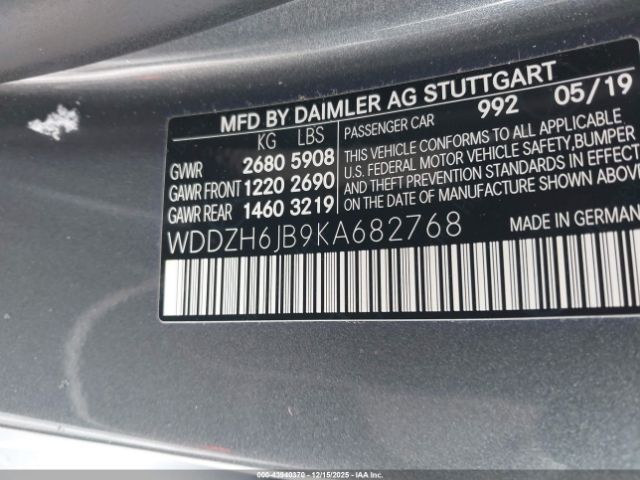 MFD BY DAIMLER AG STUTTGART
KG LBS
GVWR 2680 5908
GAWR FRONT 1220 2690
GAWR REAR 1460 3219
PASSENGER CAR 992 05/19
THIS VEHICLE CONFORMS TO ALL APPLICABLE
U.S. FEDERAL MOTOR VEHICLE SAFETY, BUMPER
AND THEFT PREVENTION STANDARDS IN EFFECT
ON THE DATE OF MANUFACTURE SHOWN ABOVE
WDDZH6JB9KA682768
MADE IN GERMAN
© IAA - 43940370 - 12/15/2025 - IAAI.com